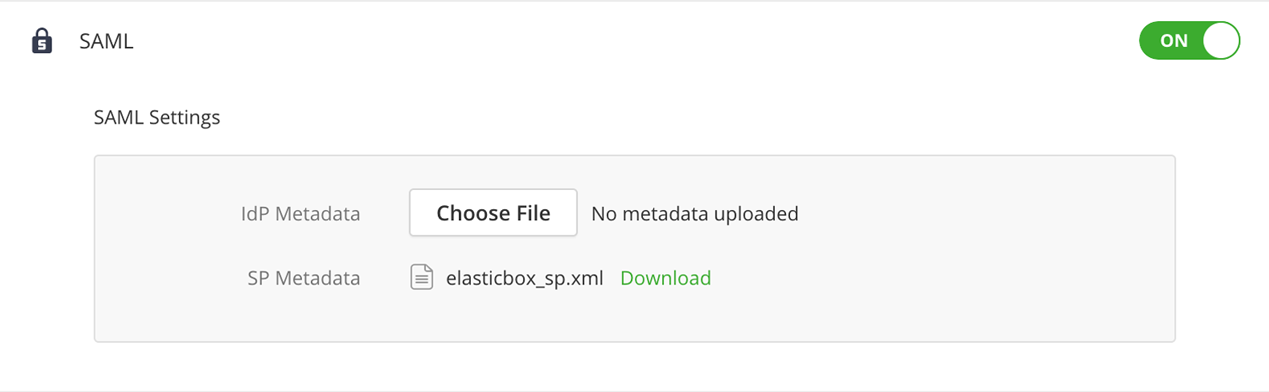 SAML
ON
SAML Settings
IdP Metadata Choose File No metadata uploaded
SP Metadata elasticbox_sp.xml Download